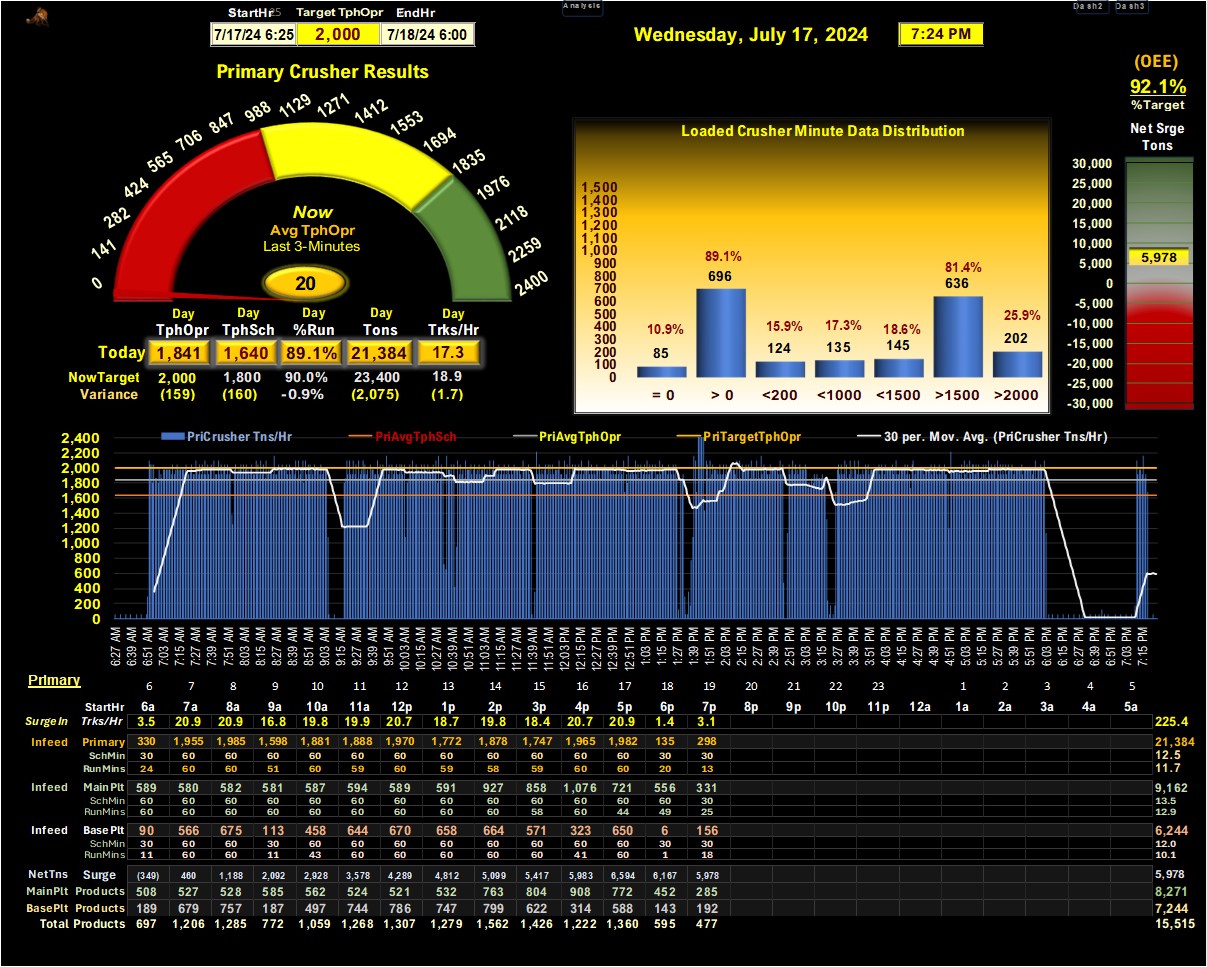 StartHr25 Target TphOpr EndHr
7/17/24 6:25 2,000 7/18/24 6:00
Analysis
Dash2 Dash3
Wednesday, July 17, 2024 7:24 PM
(OEE)
92.1%
%Target
Net Srge
Tons
30,000
25,000
20,000
15,000
10,000
5,978
5,000
0
-5,000
-10,000
-15,000
-20,000
-25,000
-30,000
Primary Crusher Results
0 141 282 424 565 706 847 988 1129 1271 1412 1553 1694 1835 1976 2118 2259 2400
Now
Avg TphOpr
Last 3-Minutes
20
Day Day Day Day Day
TphOpr TphSch %Run Tons Trks/Hr
Today 1,841 1,640 89.1% 21,384 17.3
NowTarget 2,000 1,800 90.0% 23,400 18.9
Variance (159) (160) -0.9% (2,075) (1.7)
Loaded Crusher Minute Data Distribution
1,500
1,400
1,300
1,200
1,100
1,000
900
800
700
600
500
400
300
200
100
0
10.9% 89.1% 15.9% 17.3% 18.6% 81.4% 25.9%
85 696 124 135 145 636 202
= 0 > 0 <200 <1000 <1500 >1500 >2000
PriCrusher Tns/Hr PriAvgTphSch PriAvgTphOpr PriTargetTphOpr 30 per. Mov. Avg. (PriCrusher Tns/Hr)
2,400
2,200
2,000
1,800
1,600
1,400
1,200
1,000
800
600
400
200
0
6:27 AM 6:39 AM 6:51 AM 7:03 AM 7:15 AM 7:27 AM 7:39 AM 7:51 AM 8:03 AM 8:15 AM 8:27 AM 8:39 AM 8:51 AM 9:03 AM 9:15 AM 9:27 AM 9:39 AM 9:51 AM 10:03 AM 10:15 AM 10:27 AM 10:39 AM 10:51 AM 11:03 AM 11:15 AM 11:27 AM 11:39 AM 11:51 AM 12:03 PM 12:15 PM 12:27 PM 12:39 PM 12:51 PM 1:03 PM 1:15 PM 1:27 PM 1:39 PM 1:51 PM 2:03 PM 2:15 PM 2:27 PM 2:39 PM 2:51 PM 3:03 PM 3:15 PM 3:27 PM 3:39 PM 3:51 PM 4:03 PM 4:15 PM 4:27 PM 4:39 PM 4:51 PM 5:03 PM 5:15 PM 5:27 PM 5:39 PM 5:51 PM 6:03 PM 6:15 PM 6:27 PM 6:39 PM 6:51 PM 7:03 PM 7:15 PM
Primary
6 7 8 9 10 11 12 13 14 15 16 17 18 19 20 21 22 23 1 2 3 4 5
StartHr 6a 7a 8a 9a 10a 11a 12p 1p 2p 3p 4p 5p 6p 7p 8p 9p 10p 11p 12a 1a 2a 3a 4a 5a
SurgeIn Trks/Hr 3.5 20.9 20.9 16.8 19.8 19.9 20.7 18.7 19.8 18.4 20.7 20.9 1.4 3.1 225.4
Infeed Primary 330 1,955 1,985 1,598 1,881 1,888 1,970 1,772 1,878 1,747 1,965 1,982 135 298 21,384
SchMin 30 60 60 60 60 60 60 60 60 60 60 60 30 30 12.5
RunMins 24 60 60 51 60 59 60 59 58 59 60 60 20 13 11.7
Infeed MainPlt 589 580 582 581 587 594 589 591 927 858 1,076 721 556 331 9,162
SchMin 60 60 60 60 60 60 60 60 60 60 60 60 60 30 13.5
RunMins 60 60 60 60 60 60 60 60 60 58 60 44 49 25 12.9
Infeed Base Plt 90 566 675 113 458 644 670 658 664 571 323 650 6 156 6,244
SchMin 30 60 60 30 60 60 60 60 60 60 60 60 30 30 12.0
RunMins 11 60 60 11 43 60 60 60 60 60 41 60 1 18 10.1
NetTns Surge (349) 460 1,188 2,092 2,928 3,578 4,289 4,812 5,099 5,417 5,983 6,594 6,167 5,978 5,978
MainPlt Products 508 527 528 585 562 524 521 532 763 804 908 772 452 285 8,271
BasePlt Products 189 679 757 187 497 744 786 747 799 622 314 588 143 192 7,244
Total Products 697 1,206 1,285 772 1,059 1,268 1,307 1,279 1,562 1,426 1,222 1,360 595 477 15,515